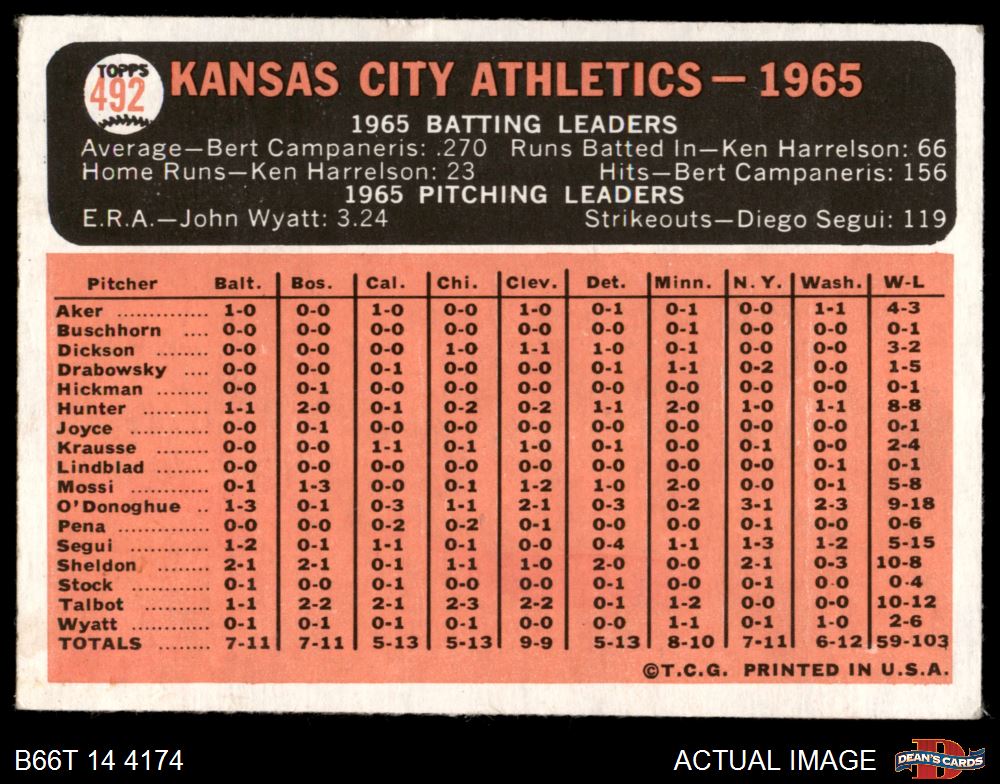 TOPPS
492
KANSAS CITY ATHLETICS — 1965
1965 BATTING LEADERS
Average—Bert Campaneris: .270 Runs Batted In—Ken Harrelson: 66
Home Runs—Ken Harrelson: 23 Hits—Bert Campaneris: 156
1965 PITCHING LEADERS
E.R.A.—John Wyatt: 3.24 Strikeouts—Diego Segui: 119
Pitcher Balt. Bos. Cal. Chi. Clev. Det. Minn. N.Y. Wash. W-L
Aker ............. 1-0 0-0 1-0 0-0 1-0 0-1 0-1 0-0 1-1 4-3
Buschhorn .... 0-0 0-0 0-0 0-0 0-0 0-0 0-0 0-0 0-0 0-1
Dickson ........ 0-0 0-0 0-0 1-0 1-1 1-0 0-1 0-0 0-0 3-2
Drabowsky .... 0-0 0-0 0-1 0-0 0-0 0-1 1-1 0-2 0-0 1-5
Hickman ....... 0-0 0-1 0-0 0-0 0-0 0-0 0-0 0-0 0-0 0-1
Hunter .......... 1-1 2-0 0-1 0-2 0-2 1-1 2-0 1-0 1-1 8-8
Joyce ............ 0-0 0-1 0-0 0-0 0-0 0-0 0-0 0-0 0-0 0-1
Krausse ........ 0-0 0-0 1-1 0-1 1-0 0-1 0-0 0-1 0-0 2-4
Lindblad ........ 0-0 0-0 0-0 0-0 0-0 0-0 0-0 0-0 0-1 0-1
Mossi ............ 0-1 1-3 0-0 0-1 1-2 1-0 2-0 0-0 0-1 5-8
O'Donoghue .. 1-3 0-1 0-3 1-1 2-1 0-3 0-2 3-1 2-3 9-18
Pena .............. 0-0 0-0 0-2 0-2 0-1 0-0 0-0 0-1 0-0 0-6
Segui ............. 1-2 0-1 1-1 0-1 0-0 0-4 1-1 1-3 1-2 5-15
Sheldon ......... 2-1 2-1 0-1 1-1 1-0 2-0 0-0 2-1 0-3 10-8
Stock ............ 0-1 0-1 0-0 0-0 0-0 0-1 0-0 0-1 0-0 0-4
Talbot .......... 1-1 2-2 2-1 2-3 2-2 0-1 1-2 0-0 0-0 10-12
Wyatt ............ 0-1 0-1 0-1 0-1 0-0 0-0 1-1 0-1 1-0 2-6
TOTALS ........ 7-11 7-11 5-13 5-13 9-9 5-13 8-10 7-11 6-12 59-103
©T.C.G. PRINTED IN U.S.A.
B66T 14 4174 ACTUAL IMAGE DEAN'S CARDS